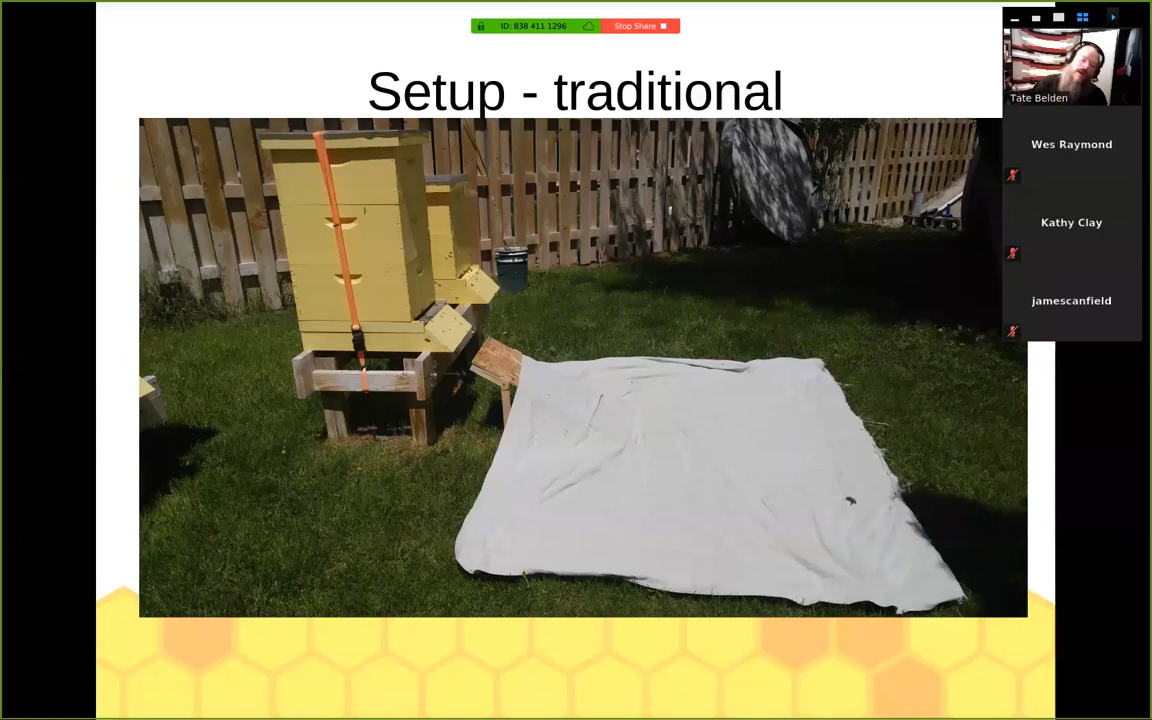 ID: 838 411 1296
Stop Share
Setup - traditional
Tate Belden
Wes Raymond
Kathy Clay
jamescanfield